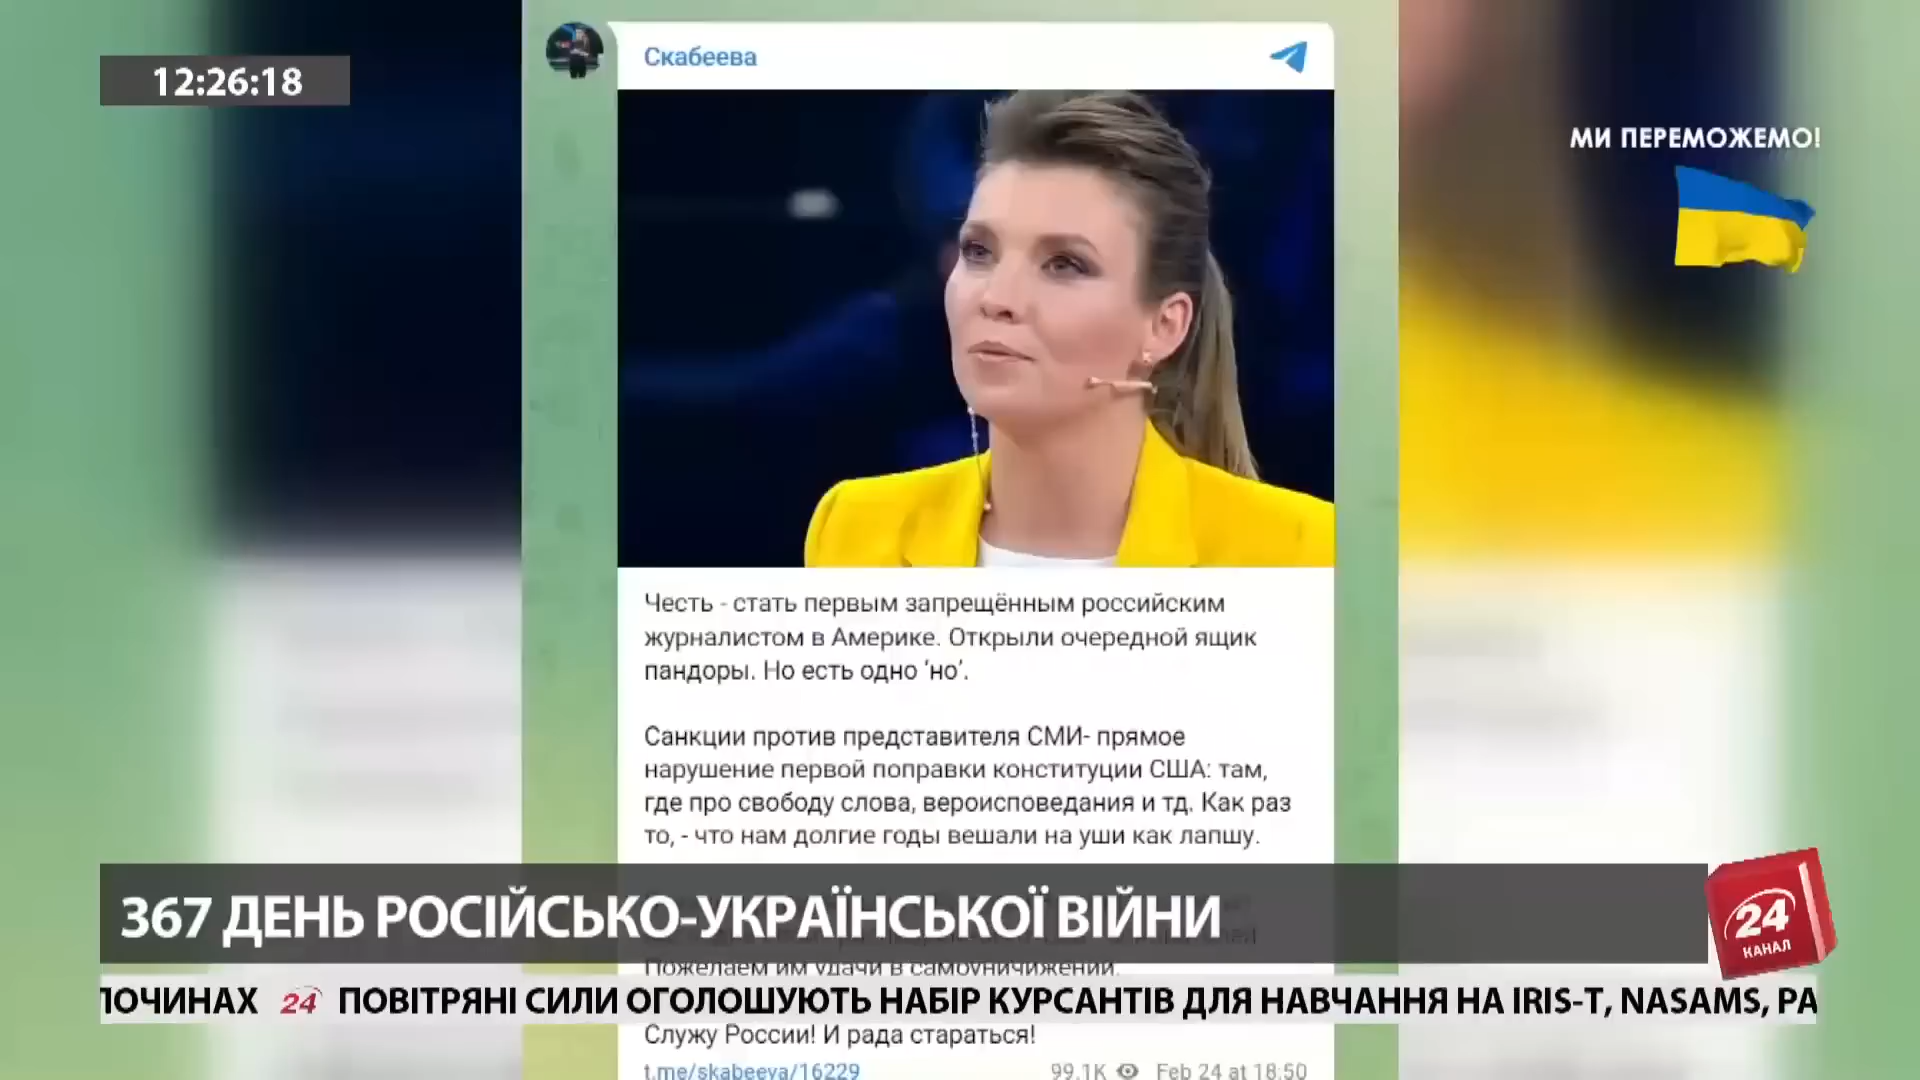 12:26:18
Скабеева
МИ ПЕРЕМОЖЕМО!
Честь - стать первым запрещённым российским
журналистом в Америке. Открыли очередной ящик
пандоры. Но есть одно ‘но’.
Санкции против представителя СМИ- прямое
нарушение первой поправки конституции США: там,
где про свободу слова, вероисповедания и тд. Как раз
то, - что нам долгие годы вешали на уши как лапшу.
367 ДЕНЬ РОСІЙСЬКО-УКРАЇНСЬКОЇ ВІЙНИ
24
КАНАЛ
Пожелаем им удачи в самоуничижении.
ЛОЧИНАХ 24 ПОВІТРЯНІ СИЛИ ОГОЛОШУЮТЬ НАБІР КУРСАНТІВ ДЛЯ НАВЧАННЯ НА IRIS-T, NASAMS, PA
Служу России! И рада стараться!
t.me/skabeeva/16229 99.1K Feb 24 at 18:50